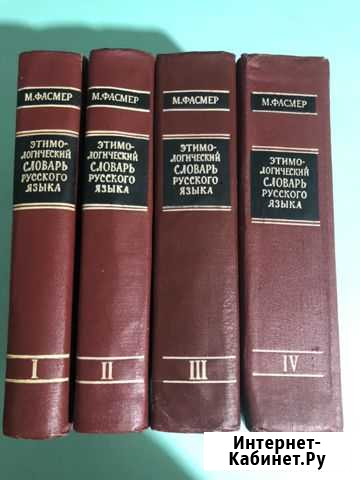 М. ФАСМЕР
ЭТИМО-
ЛОГИЧЕСКИЙ
СЛОВАРЬ
РУССКОГО
ЯЗЫКА
I
М. ФАСМЕР
ЭТИМО-
ЛОГИЧЕСКИЙ
СЛОВАРЬ
РУССКОГО
ЯЗЫКА
II
М. ФАСМЕР
ЭТИМО-
ЛОГИЧЕСКИЙ
СЛОВАРЬ
РУССКОГО
ЯЗЫКА
III
М. ФАСМЕР
ЭТИМО-
ЛОГИЧЕСКИЙ
СЛОВАРЬ
РУССКОГО
ЯЗЫКА
IV
Интернет-
Кабинет.Ру